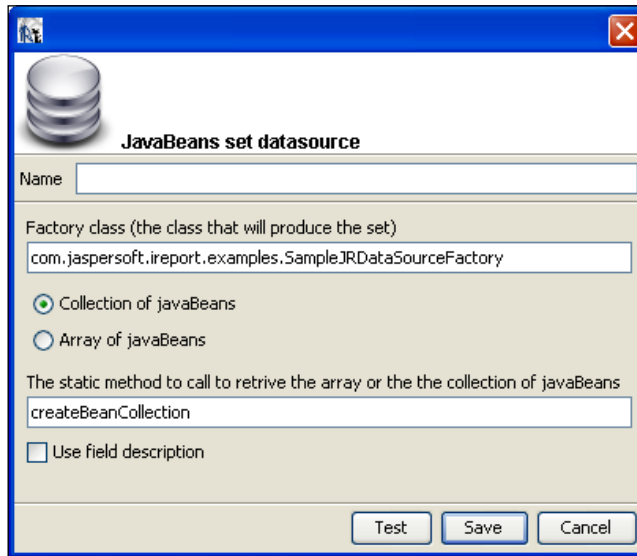 JavaBeans set datasource
Name
Factory class (the class that will produce the set)
com.jaspersoft.ireport.examples.SampleJRDataSourceFactory
Collection of javaBeans
Array of javaBeans
The static method to call to retrive the array or the the collection of javaBeans
createBeanCollection
Use field description
Test Save Cancel